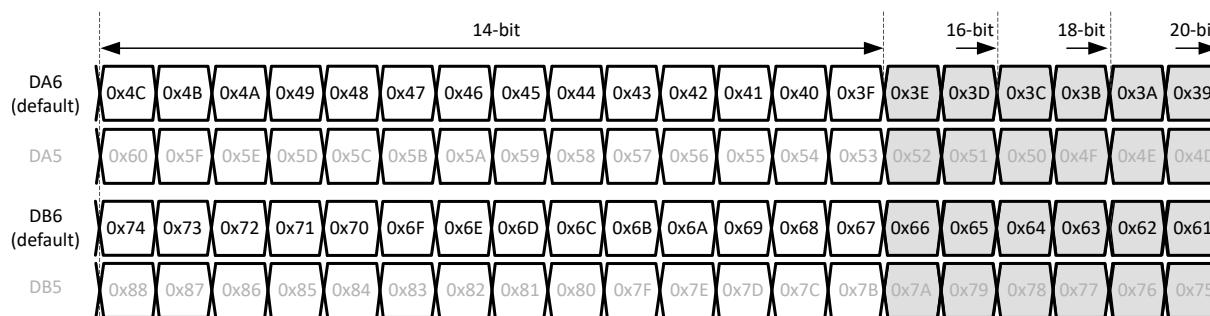 14-bit 16-bit 18-bit 20-bi
DA6
(default)
0x4C 0x4B 0x4A 0x49 0x48 0x47 0x46 0x45 0x44 0x43 0x42 0x41 0x40 0x3F 0x3E 0x3D 0x3C 0x3B 0x3A 0x39
DA5 0x60 0x5F 0x5E 0x5D 0x5C 0x5B 0x5A 0x59 0x58 0x57 0x56 0x55 0x54 0x53 0x52 0x51 0x50 0x4F 0x4E 0x4D
DB6
(default)
0x74 0x73 0x72 0x71 0x70 0x6F 0x6E 0x6D 0x6C 0x6B 0x6A 0x69 0x68 0x67 0x66 0x65 0x64 0x63 0x62 0x61
DB5 0x88 0x87 0x86 0x85 0x84 0x83 0x82 0x81 0x80 0x7F 0x7E 0x7D 0x7C 0x7B 0x7A 0x79 0x78 0x77 0x76 0x75